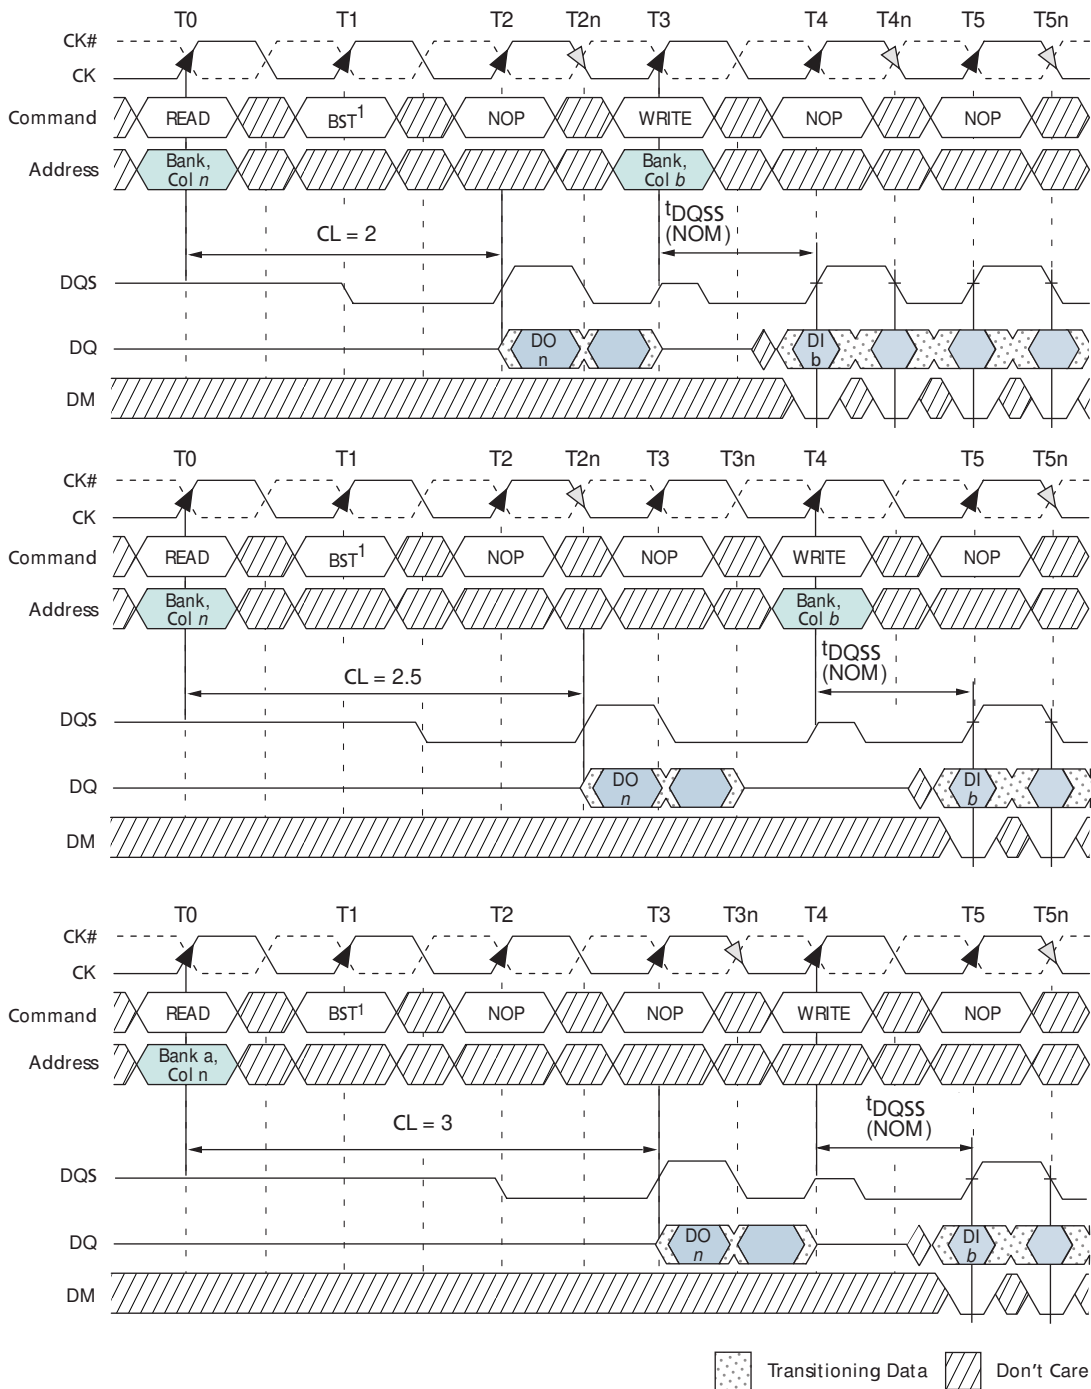 T0 T1 T2 T2n T3 T4 T4n T5 T5n
CK#
CK
Command READ BST1 NOP WRITE NOP NOP
Address Bank, Col n Bank, Col b
tDQSS (NOM)
CL = 2
DQS
DQ DO n DI b
DM
T0 T1 T2 T2n T3 T3n T4 T5 T5n
CK#
CK
Command READ BST1 NOP NOP WRITE NOP
Address Bank, Col n Bank, Col b
tDQSS (NOM)
CL = 2.5
DQS
DQ DO n DI b
DM
T0 T1 T2 T3 T3n T4 T5 T5n
CK#
CK
Command READ BST1 NOP NOP WRITE NOP
Address Bank a, Col n
tDQSS (NOM)
CL = 3
DQS
DQ DO n DI b
DM
Transitioning Data Don't Care